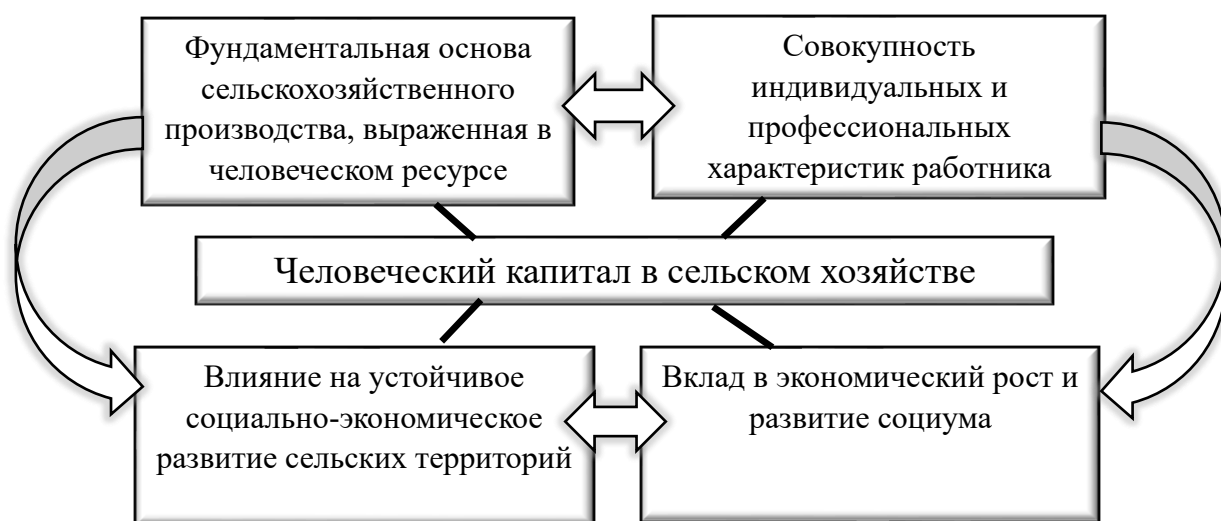 Фундаментальная основа
сельскохозяйственного
производства, выраженная в
человеческом ресурсе
Совокупность
индивидуальных и
профессиональных
характеристик работника
Человеческий капитал в сельском хозяйстве
Влияние на устойчивое
социально-экономическое
развитие сельских территорий
Вклад в экономический рост и
развитие социума